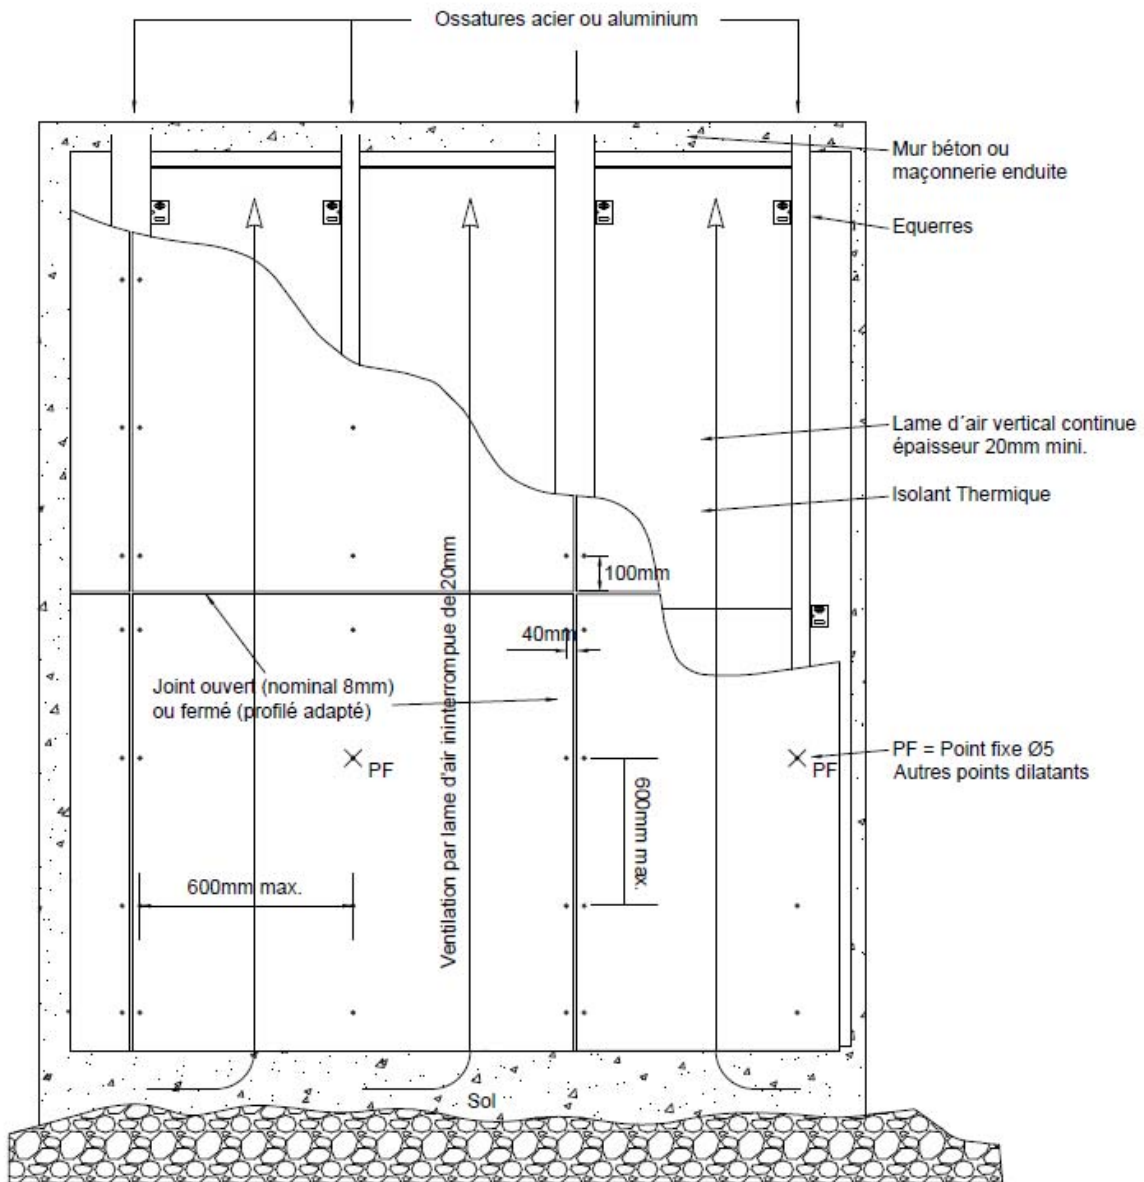 Ossatures acier ou aluminium
Mur béton ou
maçonnerie enduite
Equerres
Lame d´air vertical continue
épaisseur 20mm mini.
Isolant Thermique
100mm
40mm
Ventilation par lame d'air ininterrompue de 20mm
Joint ouvert (nominal 8mm)
ou fermé (profilé adapté)
PF
PF
PF = Point fixe Ø5
Autres points dilatants
600mm max.
600mm max.
Sol